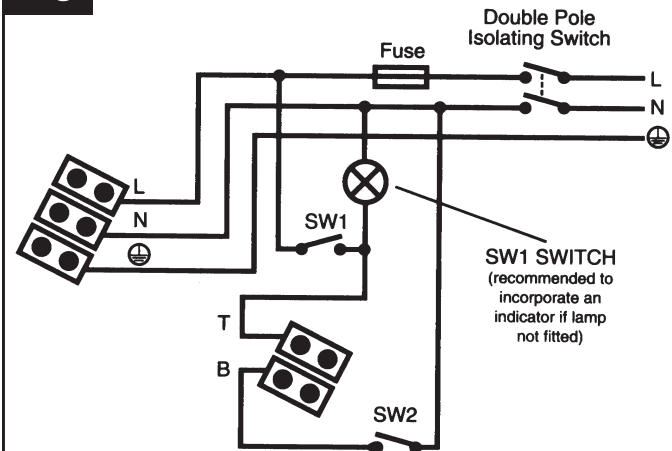 Double Pole
Isolating Switch
Fuse
L
N
L
N
SW1
SW1 SWITCH
(recommended to
incorporate an
indicator if lamp
not fitted)
T
B
SW2